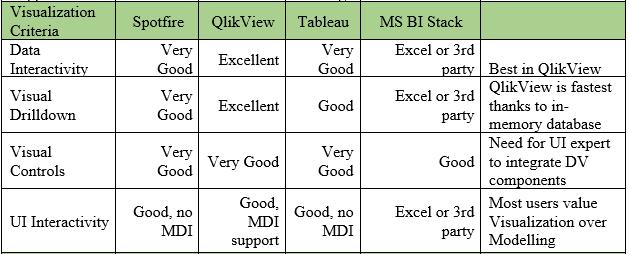 Visualization Criteria Spotfire QlikView Tableau MS BI Stack
Data Interactivity Very Good Excellent Very Good Excel or 3rd party Best in QlikView
Visual Drilldown Very Good Excellent Good Excel or 3rd party QlikView is fastest thanks to in-memory database
Visual Controls Very Good Very Good Very Good Good Need for UI expert to integrate DV components
UI Interactivity Good, no MDI Good, MDI support Good, no MDI Excel or 3rd party Most users value Visualization over Modelling